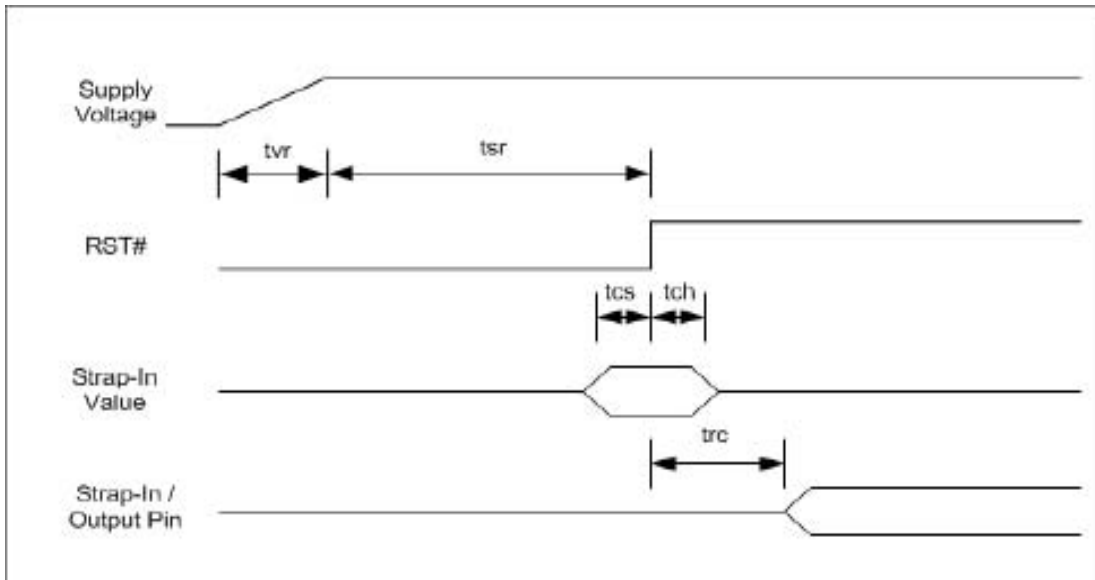 Supply
Voltage
tvr
tsr
RST#
tcs
tch
Strap-In
Value
trc
Strap-In /
Output Pin